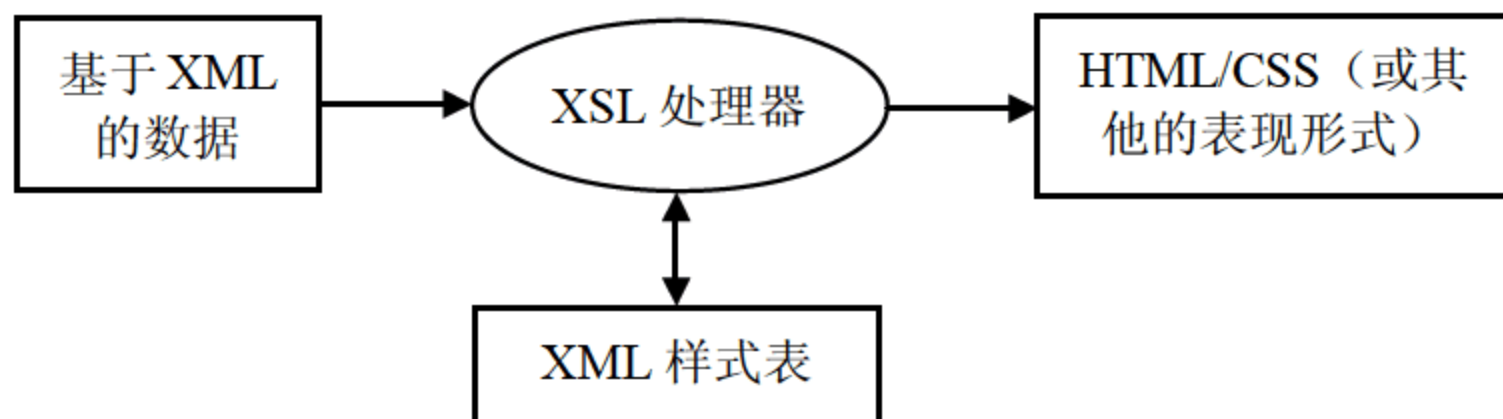 基于 XML
的数据
XSL 处理器
HTML/CSS（或其
他的表现形式）
XML 样式表